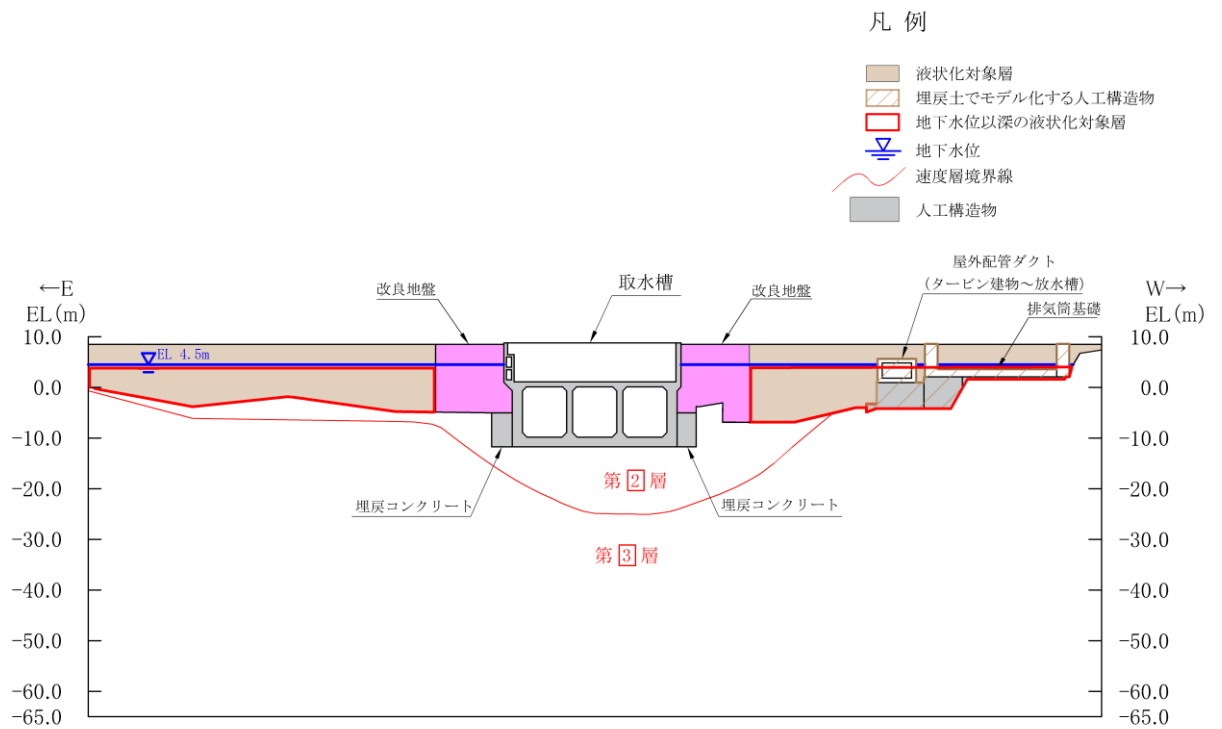 凡 例
液状化対象層
埋戻土でモデル化する人工構造物
地下水位以深の液状化対象層
地下水位
速度層境界線
人工構造物
屋外配管ダクト
(タービン建物~放水槽)
排気筒基礎
改良地盤
取水槽
改良地盤
←E
EL(m)
W→
EL(m)
10.0
0.0
-10.0
-20.0
-30.0
-40.0
-50.0
-60.0
-65.0
EL 4.5m
第2層
第3層
埋戻コンクリート
埋戻コンクリート
10.0
0.0
-10.0
-20.0
-30.0
-40.0
-50.0
-60.0
-65.0